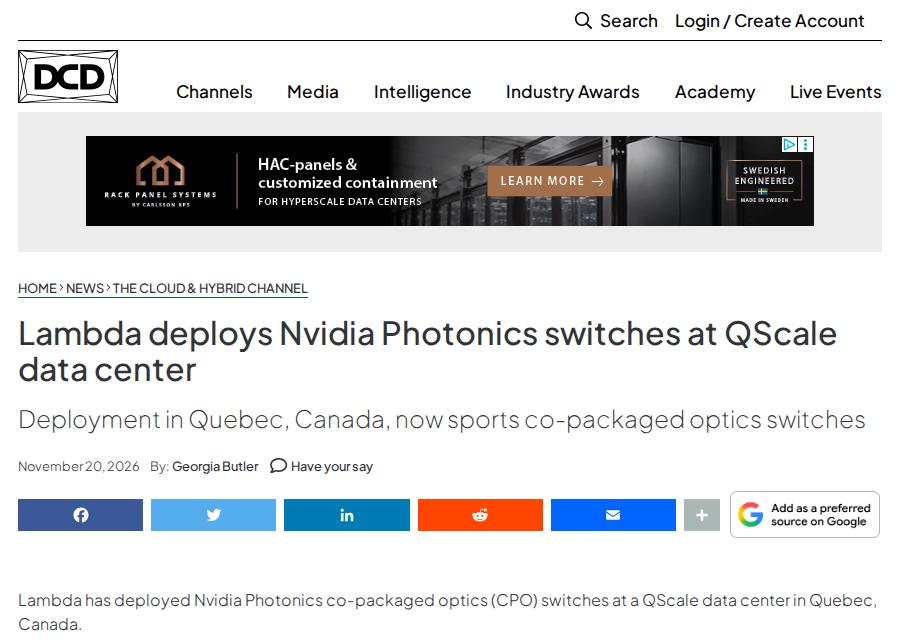 Search Login / Create Account
DCD
Channels Media Intelligence Industry Awards Academy Live Events
RACK PANEL SYSTEMS
BY CARLSSON RPS
HAC-panels &
customized containment
FOR HYPERSCALE DATA CENTERS
LEARN MORE →
SWEDISH
ENGINEERED
MADE IN SWEDEN
HOME > NEWS > THE CLOUD & HYBRID CHANNEL
Lambda deploys Nvidia Photonics switches at QScale
data center
Deployment in Quebec, Canada, now sports co-packaged optics switches
November 20, 2026 By: Georgia Butler Have your say
Add as a preferred
source on Google
Lambda has deployed Nvidia Photonics co-packaged optics (CPO) switches at a QScale data center in Quebec,
Canada.